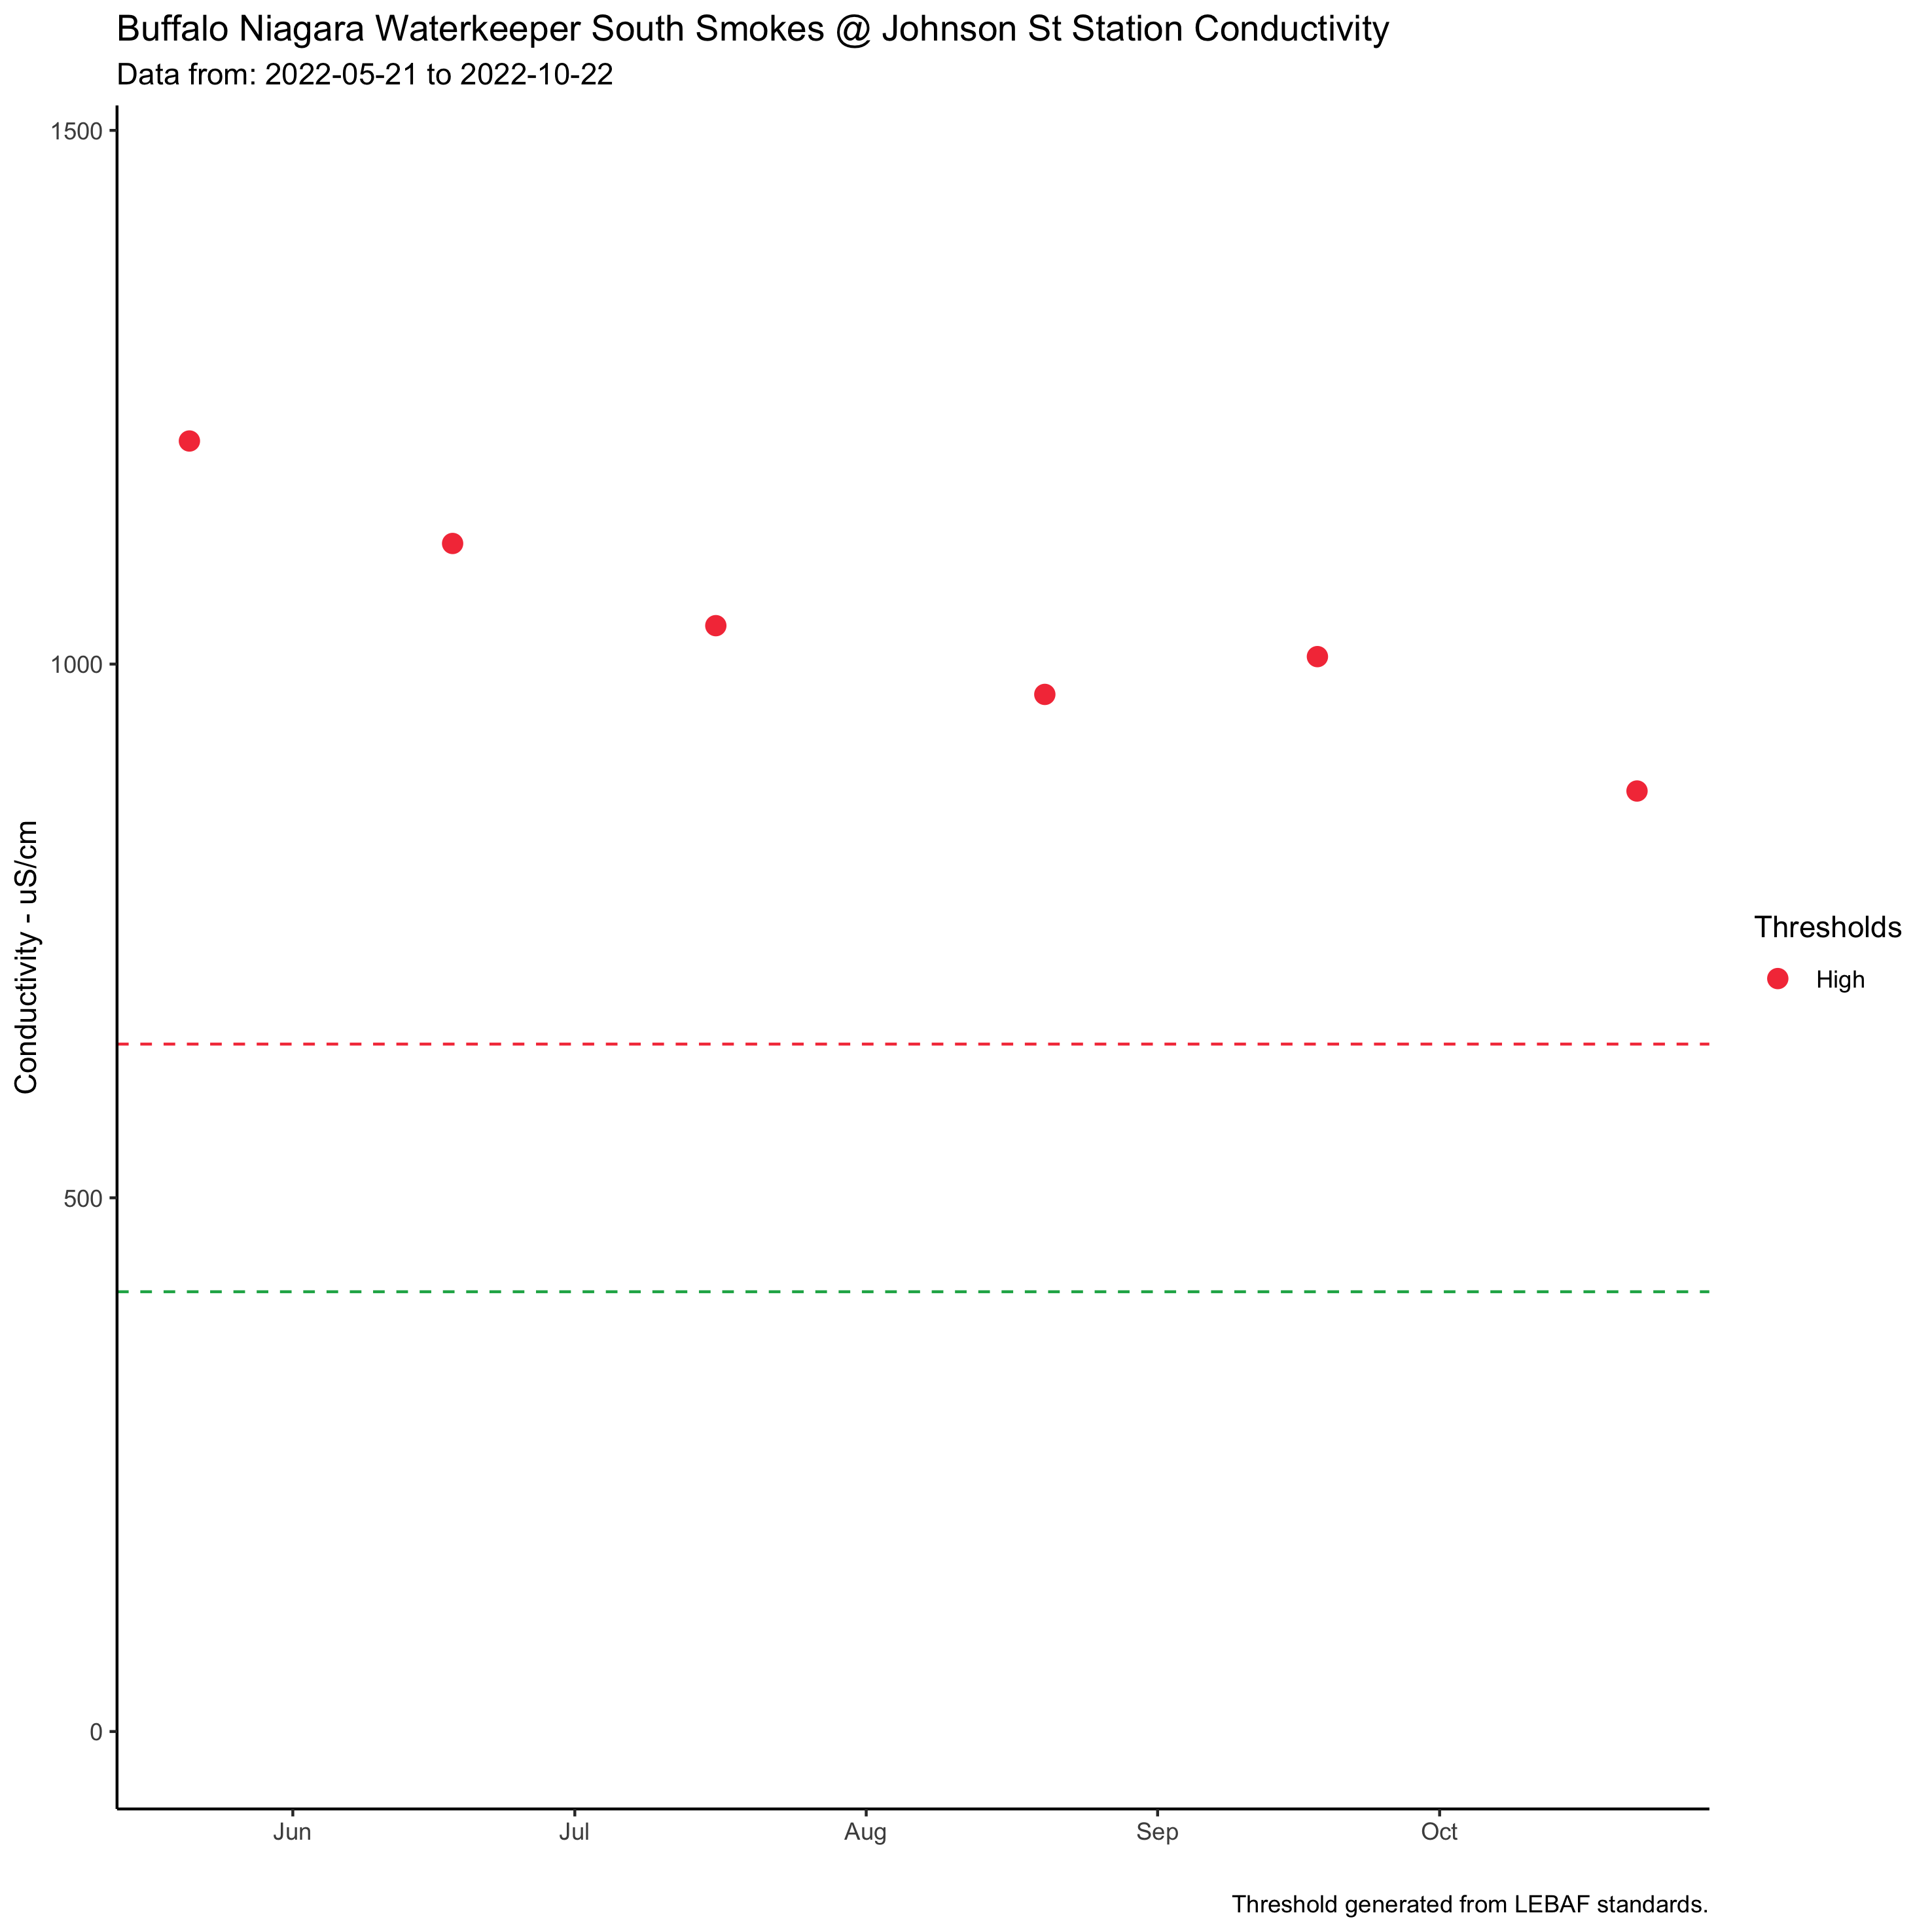 Buffalo Niagara Waterkeeper South Smokes @ Johnson St Station Conductivity
Data from: 2022-05-21 to 2022-10-22
1500
1000
500
0
Conductivity - uS/cm
Thresholds
High
Jun
Jul
Aug
Sep
Oct
Threshold generated from LEBAF standards.